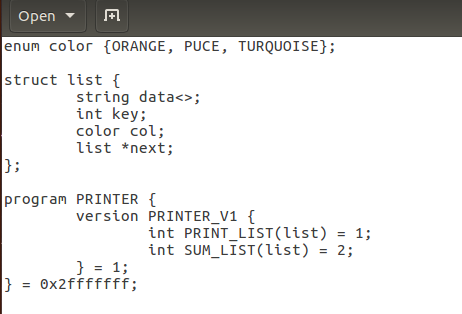 Open
enum color {ORANGE, PUCE, TURQUOISE};
struct list {
string data<>;
int key;
color col;
list *next;
};
program PRINTER {
version PRINTER_V1 {
int PRINT_LIST(list) = 1;
int SUM_LIST(list) = 2;
} = 1;
} = 0x2fffffff;